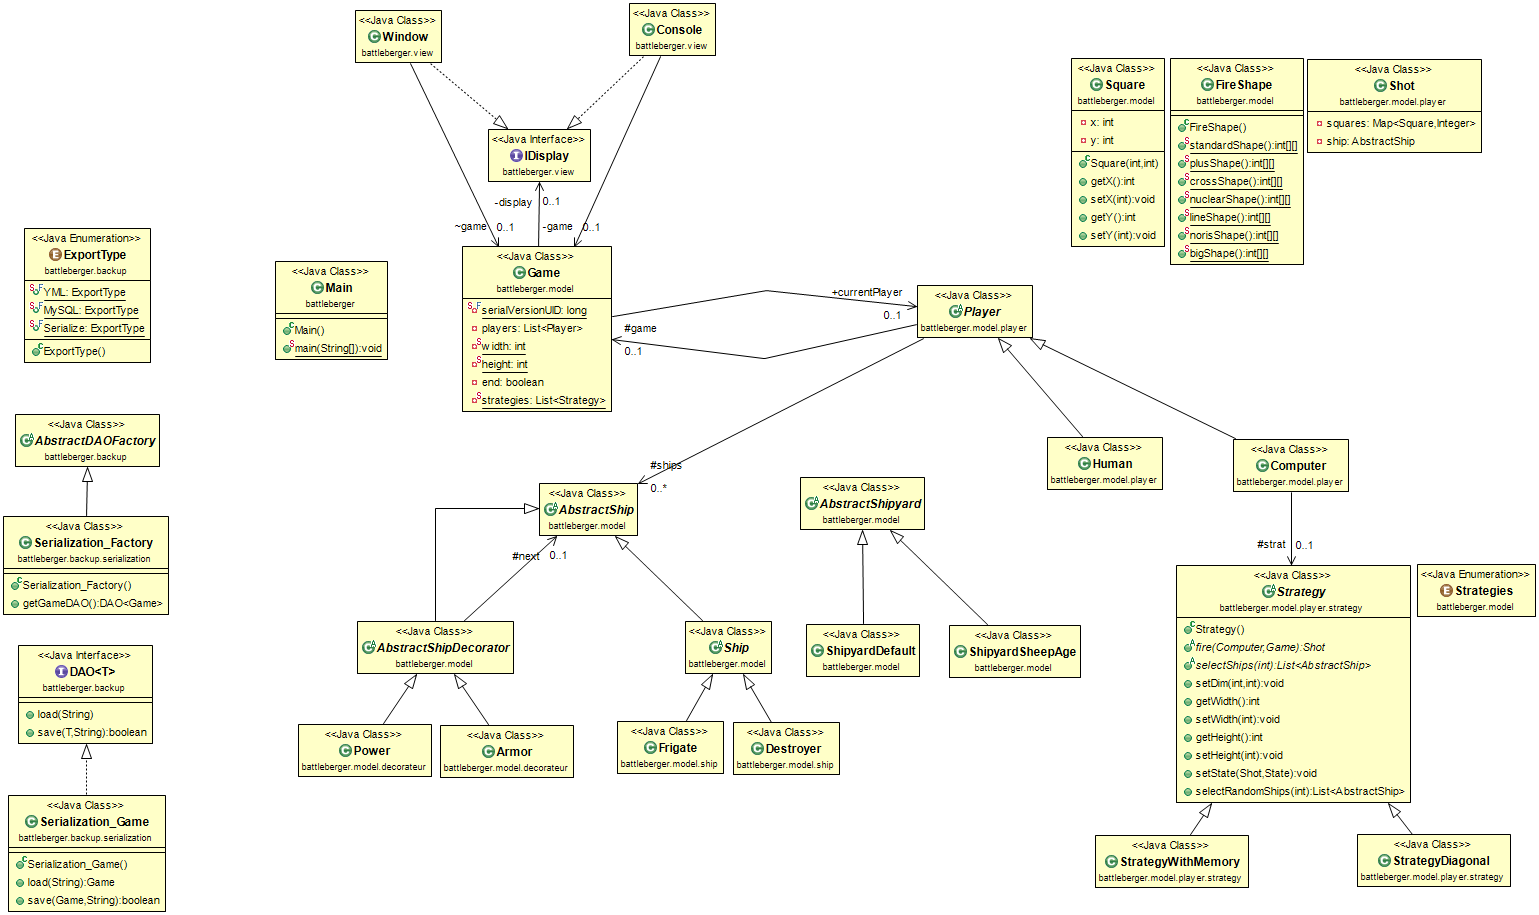 <<Java Class>>
Window
battleberger.view
<<Java Class>>
Console
battleberger.view
<<Java Interface>>
IDisplay
battleberger.view
-display
0..1
~game
0..1
-game
0..1
<<Java Class>>
Square
battleberger.model
x: int
y: int
Square(int,int)
getX():int
setX(int):void
getY():int
setY(int):void
<<Java Class>>
FireShape
battleberger.model
FireShape()
standardShape():int[][]
plusShape():int[][]
crossShape():int[][]
nuclearShape():int[][]
lineShape():int[][]
norisShape():int[][]
bigShape():int[][]
<<Java Class>>
Shot
battleberger.model.player
squares: Map<Square,Integer>
ship: AbstractShip
<<Java Enumeration>>
ExportType
battleberger.backup
YML: ExportType
MySQL: ExportType
Serialize: ExportType
ExportType()
<<Java Class>>
Main
battleberger
Main()
main(String[]):void
<<Java Class>>
Game
battleberger.model
serialVersionUID: long
players: List<Player>
width: int
height: int
end: boolean
strategies: List<Strategy>
+currentPlayer
0..1
#game
0..1
<<Java Class>>
Player
battleberger.model.player
<<Java Class>>
AbstractDAOFactory
battleberger.backup
<<Java Class>>
Human
battleberger.model.player
<<Java Class>>
Computer
battleberger.model.player
#ships
0..*
<<Java Class>>
AbstractShip
battleberger.model
<<Java Class>>
AbstractShipyard
battleberger.model
<<Java Class>>
Serialization_Factory
battleberger.backup.serialization
Serialization_Factory()
getGameDAO():DAO<Game>
#next
0..1
#strat
0..1
<<Java Class>>
Strategy
battleberger.model.player.strategy
Strategy()
fire(Computer,Game):Shot
selectShips(int):List<AbstractShip>
setDim(int,int):void
getWidth():int
setWidth(int):void
getHeight():int
setHeight(int):void
setState(Shot,State):void
selectRandomShips(int):List<AbstractShip>
<<Java Enumeration>>
Strategies
battleberger.model
<<Java Class>>
AbstractShipDecorator
battleberger.model
<<Java Class>>
Ship
battleberger.model
<<Java Class>>
ShipyardDefault
battleberger.model
<<Java Class>>
ShipyardSheepAge
battleberger.model
<<Java Interface>>
DAO<T>
battleberger.backup
load(String)
save(T,String):boolean
<<Java Class>>
Power
battleberger.model.decorateur
<<Java Class>>
Armor
battleberger.model.decorateur
<<Java Class>>
Frigate
battleberger.model.ship
<<Java Class>>
Destroyer
battleberger.model.ship
<<Java Class>>
Serialization_Game
battleberger.backup.serialization
Serialization_Game()
load(String):Game
save(Game,String):boolean
<<Java Class>>
StrategyWithMemory
battleberger.model.player.strategy
<<Java Class>>
StrategyDiagonal
battleberger.model.player.strategy